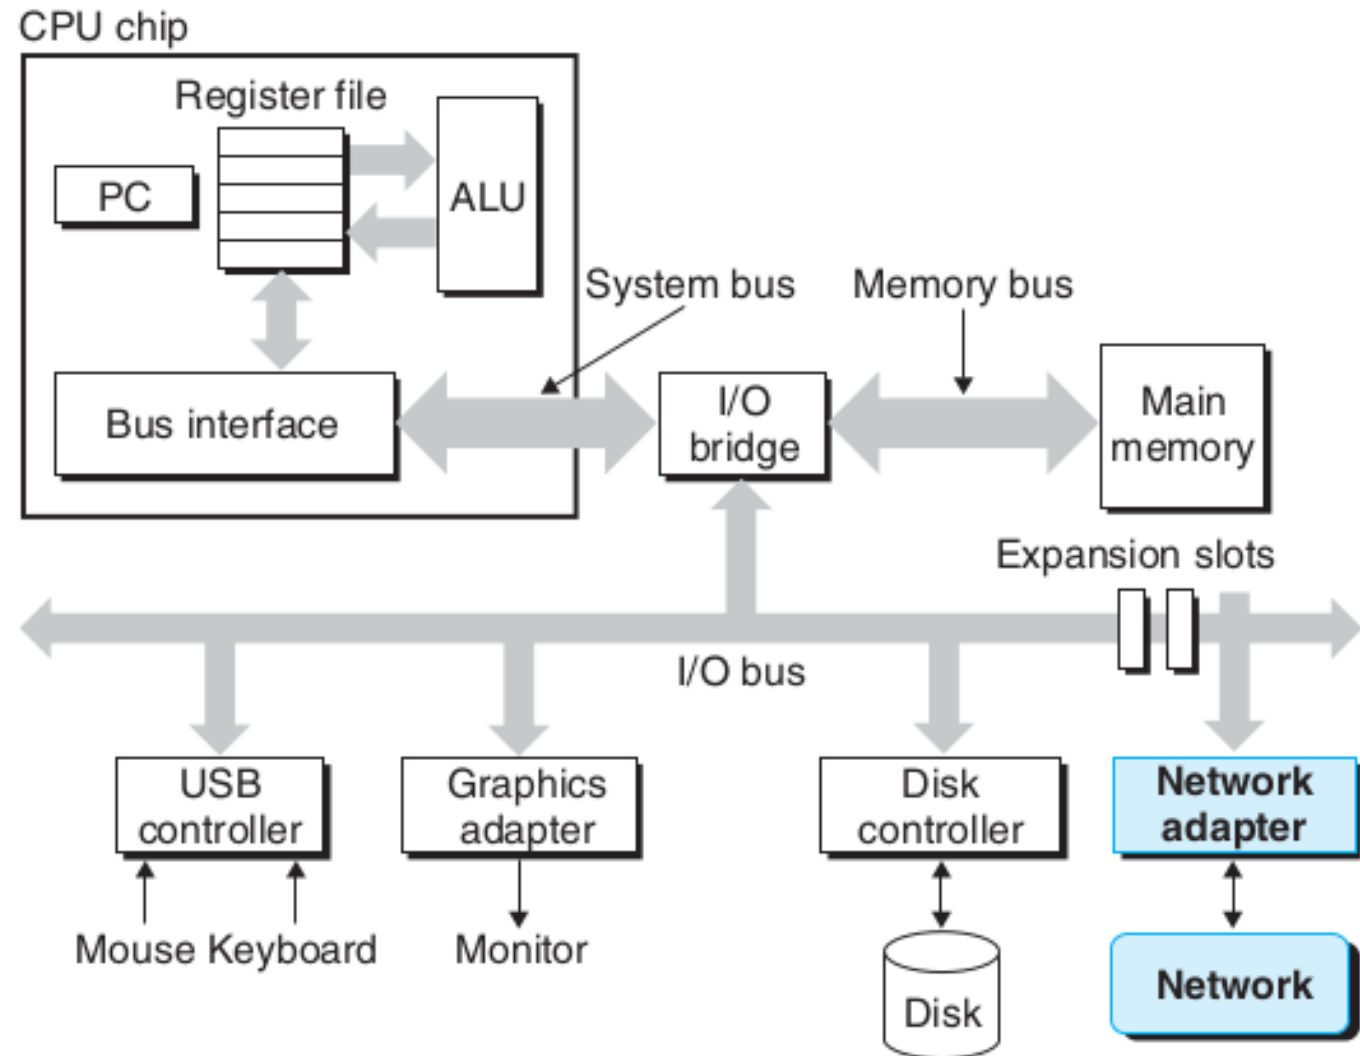 CPU chip
Register file
PC
ALU
System bus
Memory bus
Bus interface
I/O
bridge
Main
memory
Expansion slots
I/O bus
USB
controller
Graphics
adapter
Disk
controller
Network
adapter
Mouse Keyboard
Monitor
Disk
Network